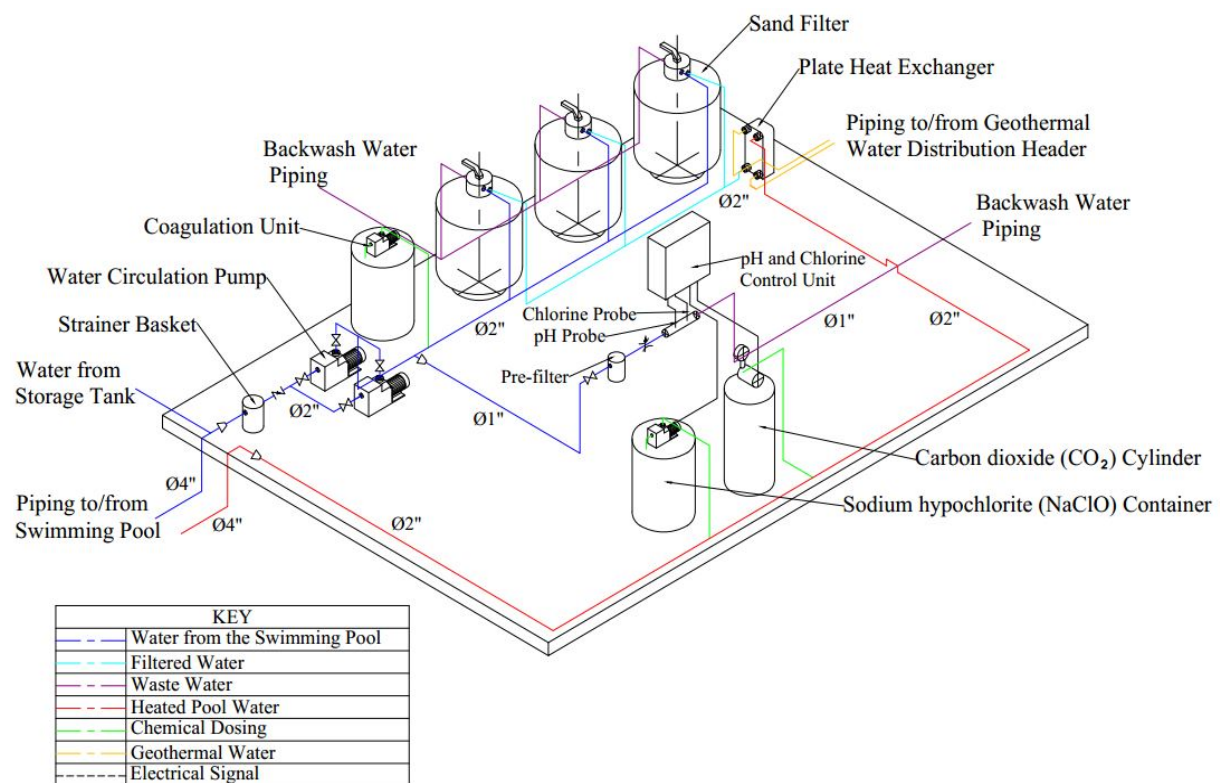 Sand Filter
Plate Heat Exchanger
Piping to/from Geothermal
Water Distribution Header
Backwash Water
Piping
Ø2"
Backwash Water
Piping
Coagulation Unit
pH and Chlorine
Control Unit
Water Circulation Pump
Chlorine Probe
pH Probe
Ø1"
Ø2"
Strainer Basket
Ø2"
Water from
Storage Tank
Pre-filter
Ø2"
Ø1"
Carbon dioxide (CO₂) Cylinder
Ø4"
Piping to/from
Swimming Pool
Ø4"
Ø2"
Sodium hypochlorite (NaClO) Container
KEY
Water from the Swimming Pool
Filtered Water
Waste Water
Heated Pool Water
Chemical Dosing
Geothermal Water
Electrical Signal